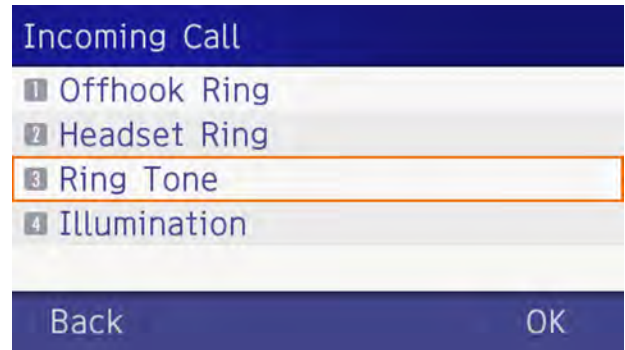 Incoming Call
1 Offhook Ring
2 Headset Ring
3 Ring Tone
4 Illumination
Back OK